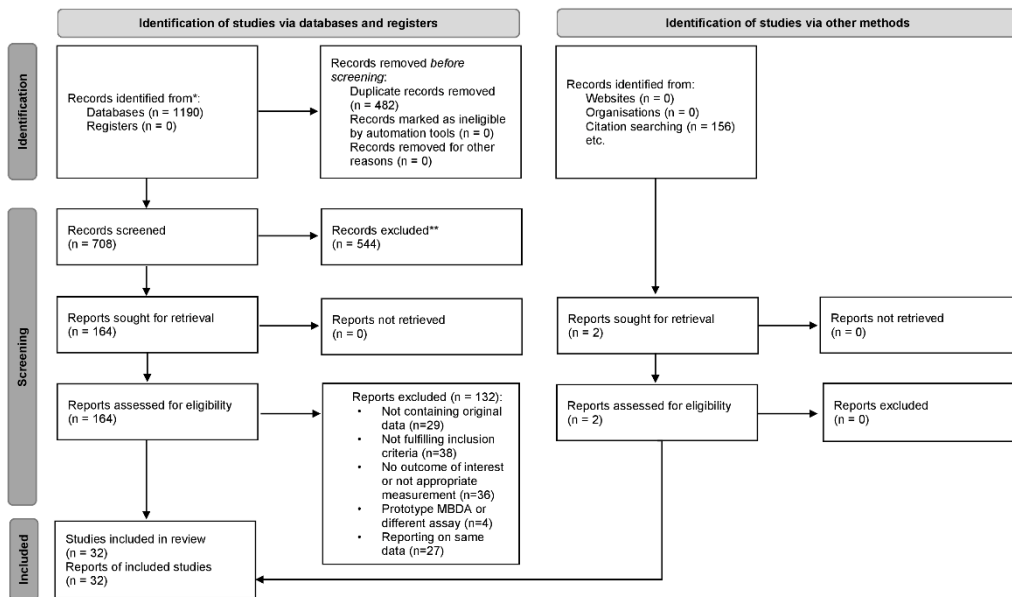 Identification of studies via databases and registers
Identification of studies via other methods
Identification
Records identified from*:
Databases (n = 1190)
Registers (n = 0)
Records removed before
screening:
Duplicate records removed
(n = 482)
Records marked as ineligible
by automation tools (n = 0)
Records removed for other
reasons (n = 0)
Records identified from:
Websites (n = 0)
Organisations (n = 0)
Citation searching (n = 156)
etc.
Screening
Records screened
(n = 708)
Records excluded**
(n = 544)
Reports sought for retrieval
(n = 164)
Reports not retrieved
(n = 0)
Reports sought for retrieval
(n = 2)
Reports not retrieved
(n = 0)
Reports assessed for eligibility
(n = 164)
Reports excluded (n = 132):
• Not containing original
data (n=29)
• Not fulfilling inclusion
criteria (n=38)
• No outcome of interest
or not appropriate
measurement (n=36)
• Prototype MBDA or
different assay (n=4)
• Reporting on same
data (n=27)
Reports assessed for eligibility
(n = 2)
Reports excluded
(n = 0)
Included
Studies included in review
(n = 32)
Reports of included studies
(n = 32)